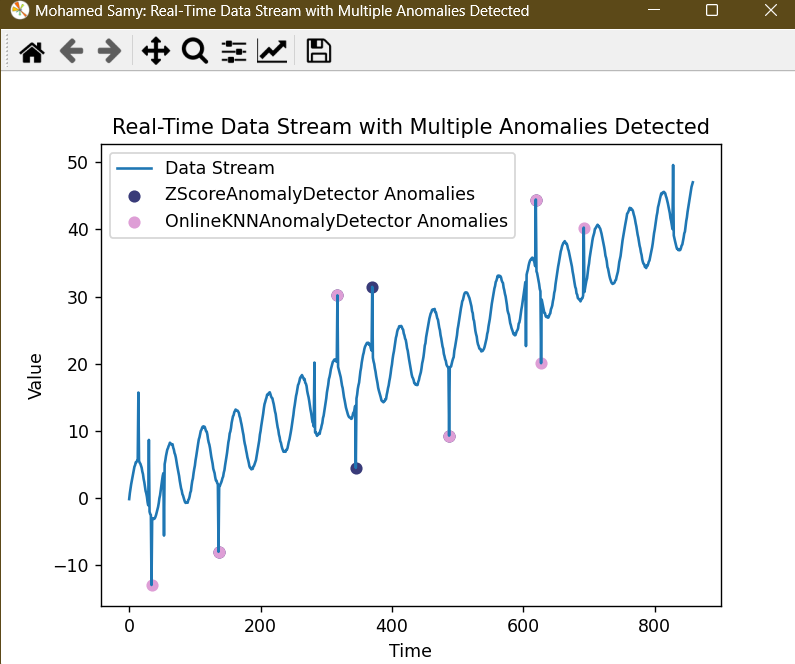 Mohamed Samy: Real-Time Data Stream with Multiple Anomalies Detected
Real-Time Data Stream with Multiple Anomalies Detected
Data Stream
ZScoreAnomalyDetector Anomalies
OnlineKNNAnomalyDetector Anomalies
50
40
30
20
10
0
−10
Value
0 200 400 600 800
Time